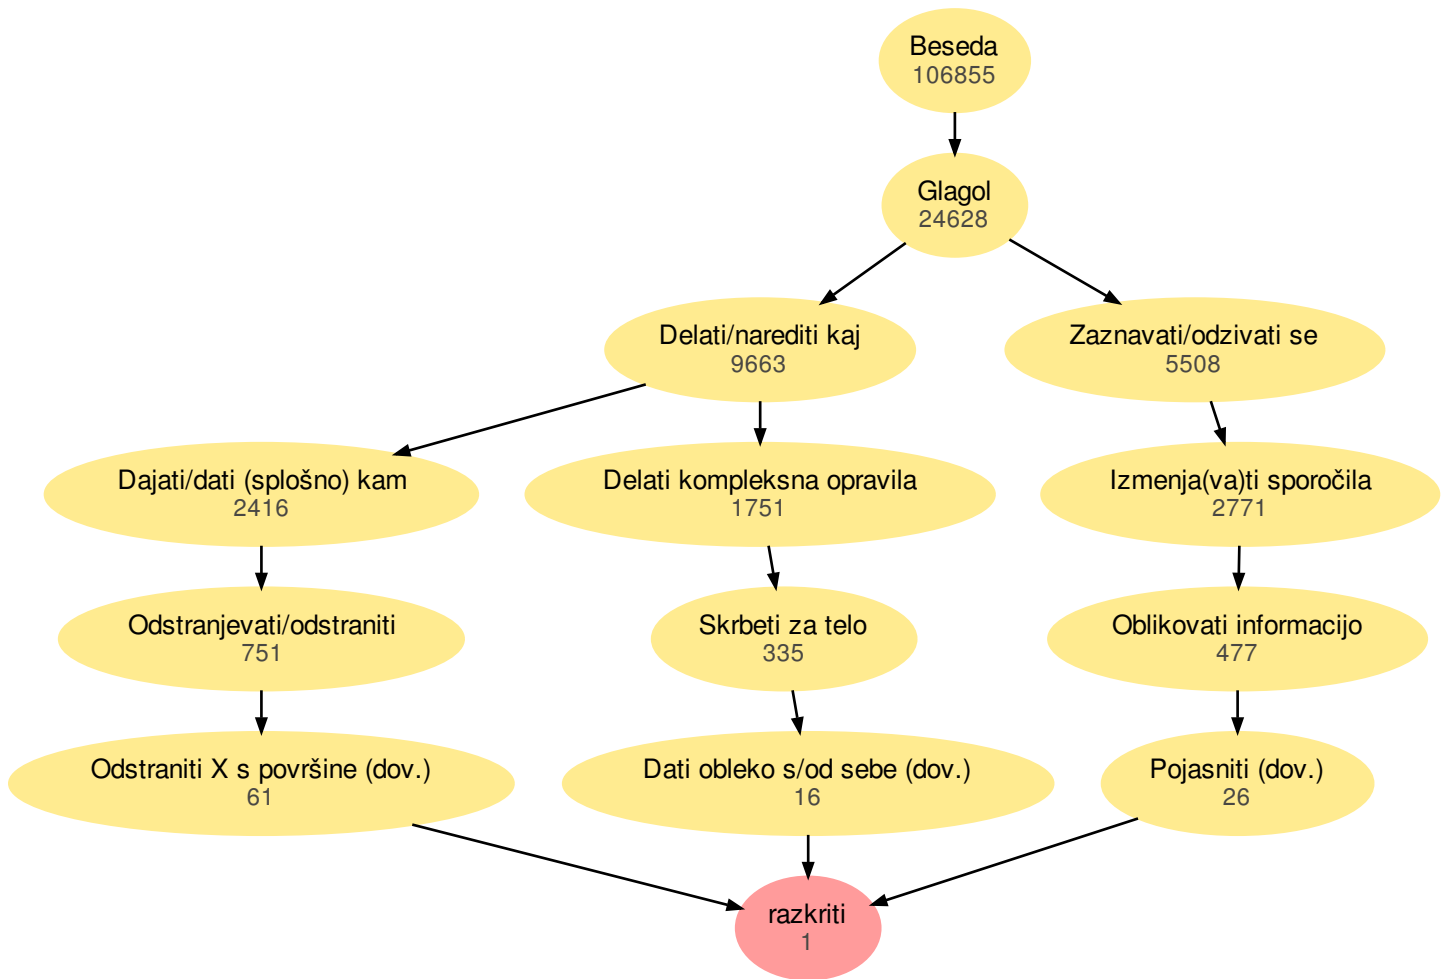 Beseda
106855
Glagol
24628
Delati/narediti kaj
9663
Zaznavati/odzivati se
5508
Dajati/dati (splošno) kam
2416
Delati kompleksna opravila
1751
Izmenja(va)ti sporočila
2771
Odstranjevati/odstraniti
751
Skrbeti za telo
335
Oblikovati informacijo
477
Odstraniti X s površine (dov.)
61
Dati obleko s/od sebe (dov.)
16
Pojasniti (dov.)
26
razkriti
1